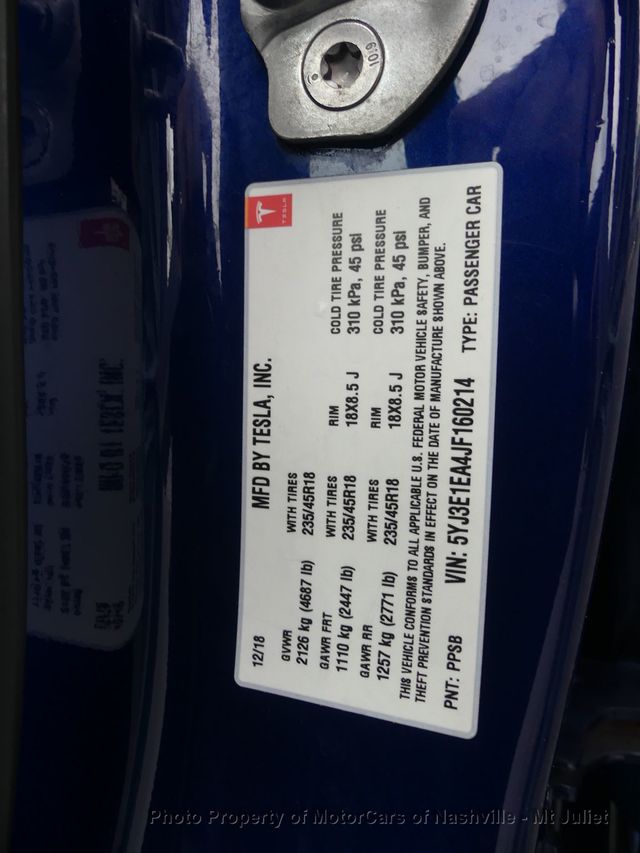 10.9
TESLA
MFD BY TESLA, INC.
12/18
GVWR WITH TIRES RIM COLD TIRE PRESSURE
2126 kg (4687 lb) 235/45R18
GAWR FRT WITH TIRES RIM COLD TIRE PRESSURE
1110 kg (2447 lb) 235/45R18 18X8.5 J 310 kPa, 45 psi
GAWR RR WITH TIRES RIM COLD TIRE PRESSURE
1257 kg (2771 lb) 235/45R18 18X8.5 J 310 kPa, 45 psi
THIS VEHICLE CONFORMS TO ALL APPLICABLE U.S. FEDERAL MOTOR VEHICLE SAFETY, BUMPER, AND
THEFT PREVENTION STANDARDS IN EFFECT ON THE DATE OF MANUFACTURE SHOWN ABOVE.
PNT: PPSB VIN: 5YJ3E1EA4JF160214 TYPE: PASSENGER CAR
Photo Property of MotorCars of Nashville - Mt Juliet